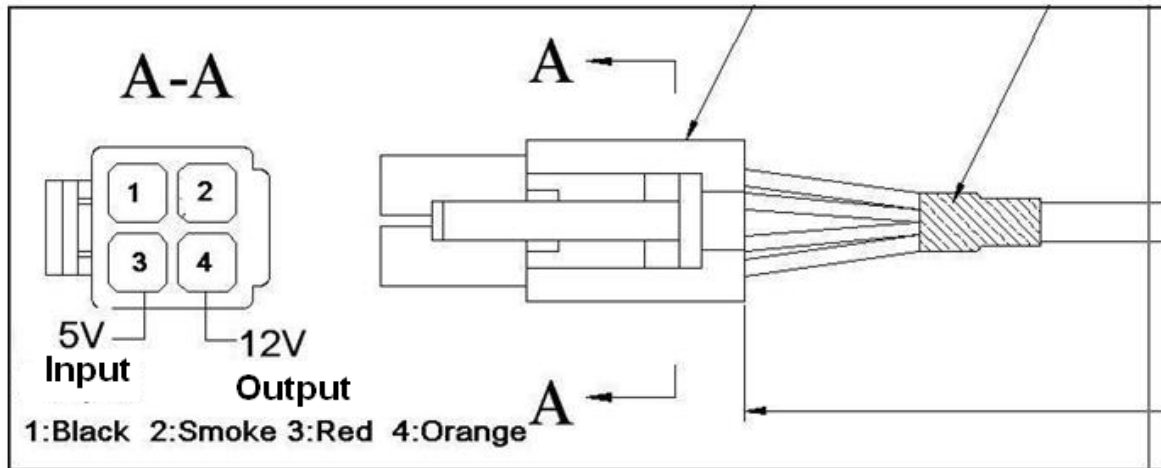 A-A
A
1 2
3 4
5V
12V
Input
Output
A
1:Black 2:Smoke 3:Red 4:Orange